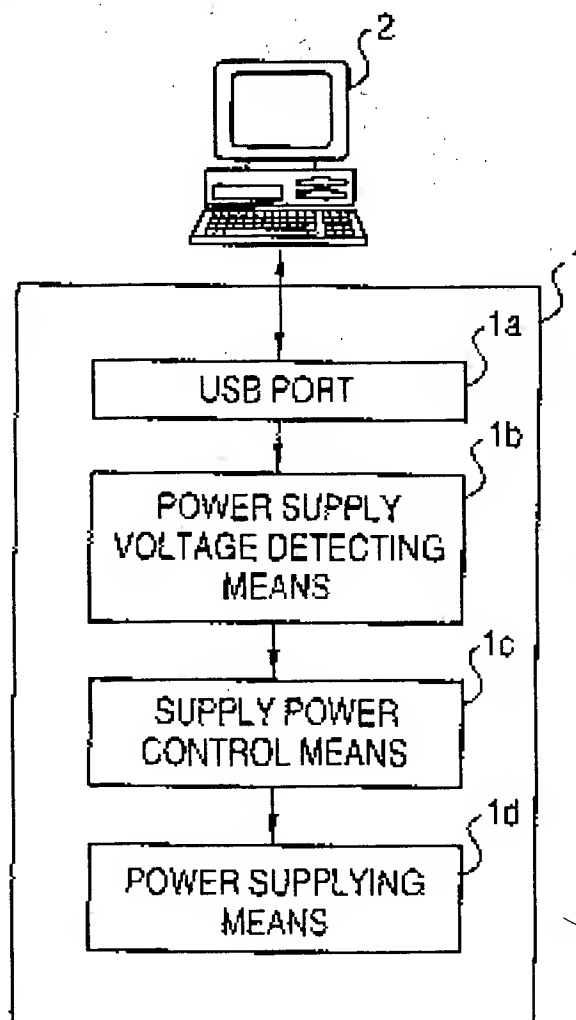 2
1a
USB PORT
1b
POWER SUPPLY
VOLTAGE DETECTING
MEANS
1c
SUPPLY POWER
CONTROL MEANS
1d
POWER SUPPLYING
MEANS